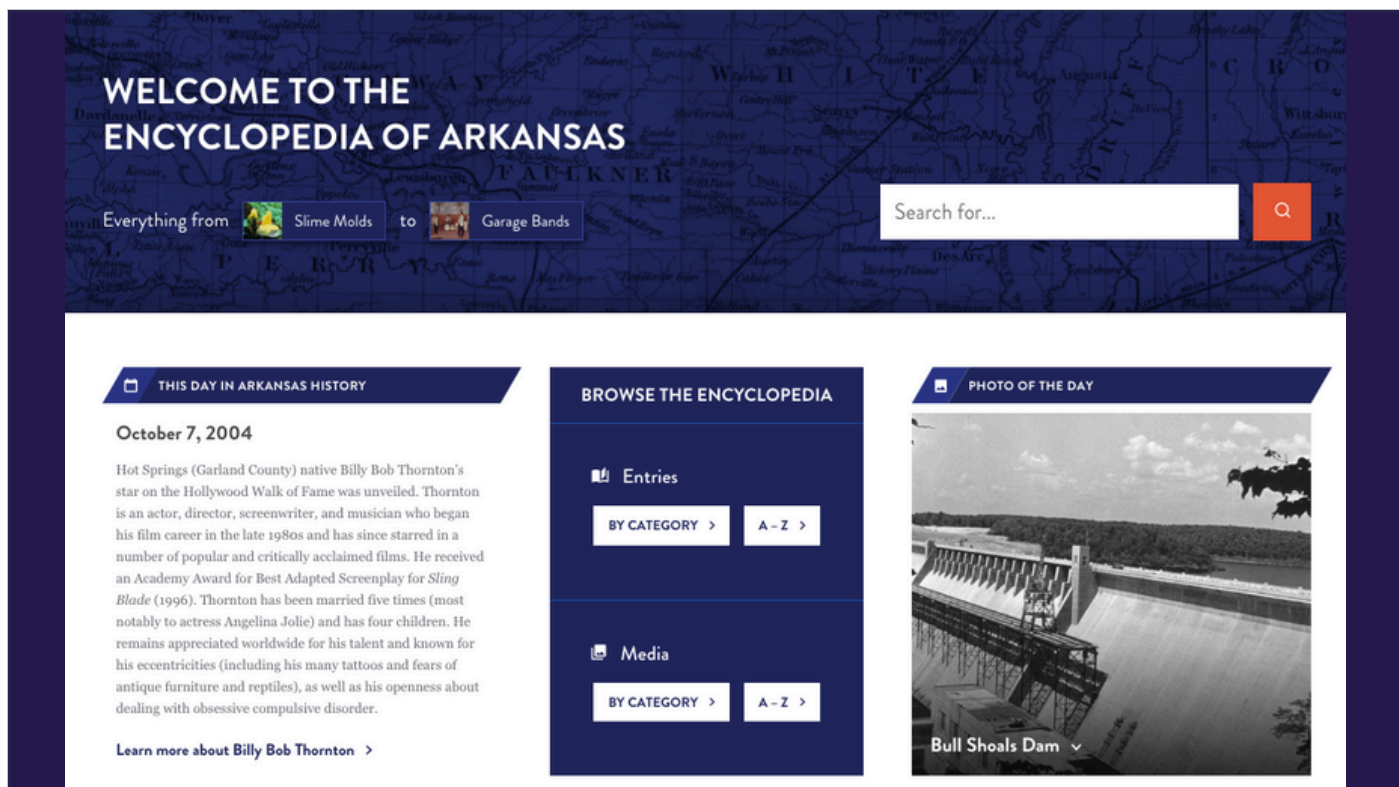 WELCOME TO THE
ENCYCLOPEDIA OF ARKANSAS
Everything from Slime Molds to Garage Bands
Search for...
THIS DAY IN ARKANSAS HISTORY
October 7, 2004
Hot Springs (Garland County) native Billy Bob Thornton's
star on the Hollywood Walk of Fame was unveiled. Thornton
is an actor, director, screenwriter, and musician who began
his film career in the late 1980s and has since starred in a
number of popular and critically acclaimed films. He received
an Academy Award for Best Adapted Screenplay for Sling
Blade (1996). Thornton has been married five times (most
notably to actress Angelina Jolie) and has four children. He
remains appreciated worldwide for his talent and known for
his eccentricities (including his many tattoos and fears of
antique furniture and reptiles), as well as his openness about
dealing with obsessive compulsive disorder.
Learn more about Billy Bob Thornton >
BROWSE THE ENCYCLOPEDIA
Entries
BY CATEGORY >
A – Z >
Media
BY CATEGORY >
A – Z >
PHOTO OF THE DAY
Bull Shoals Dam
FAULKNER
PERRY
WHITE